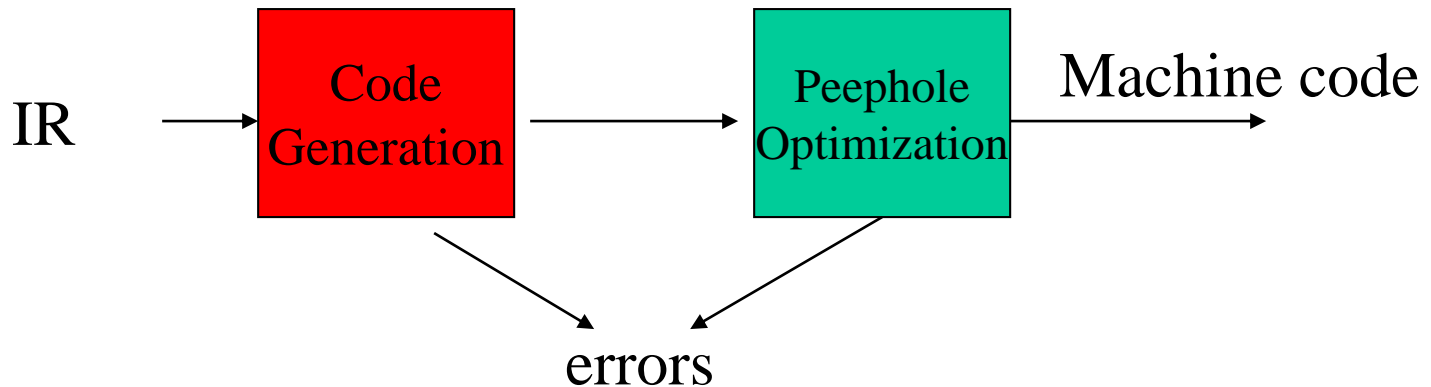 IR
Code
Generation
Peephole
Optimization
Machine code
errors